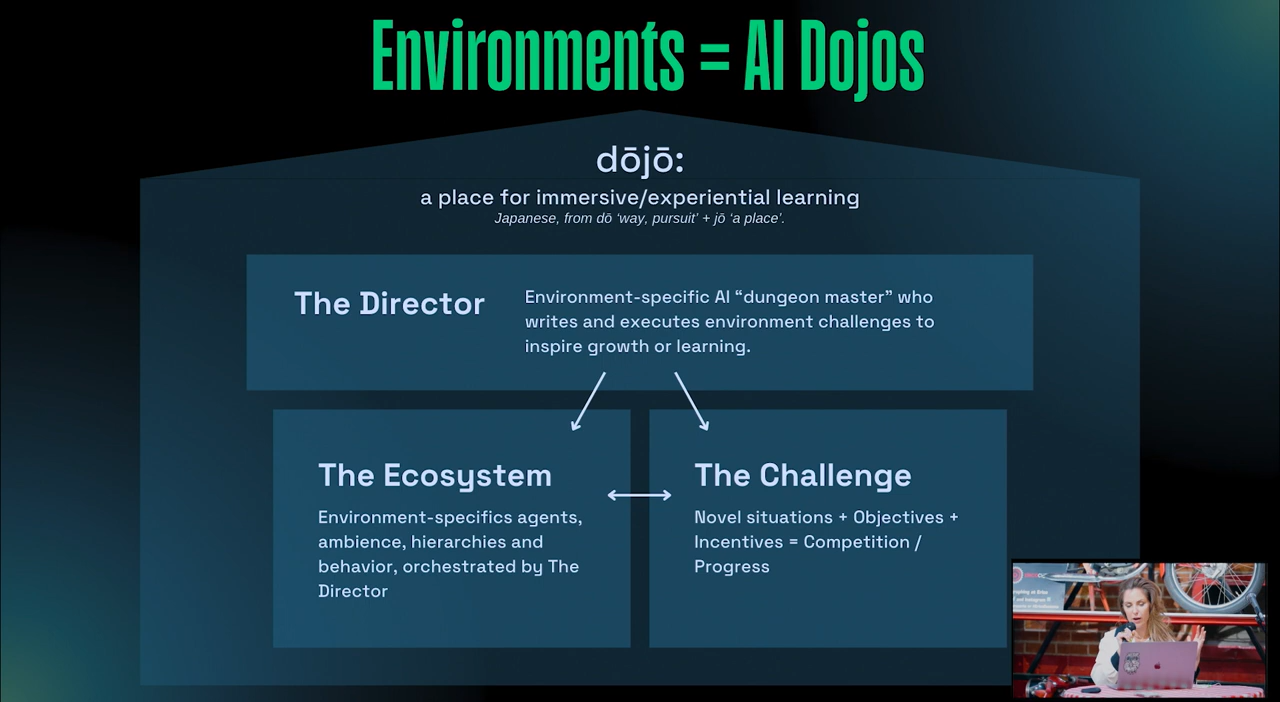 Environments = AI Dojos
dōjō:
a place for immersive/experiential learning
Japanese, from dō ‘way, pursuit’ + jō ‘a place’.
The Director
Environment-specific AI “dungeon master” who
writes and executes environment challenges to
inspire growth or learning.
The Ecosystem
Environment-specifics agents,
ambience, hierarchies and
behavior, orchestrated by The
Director
The Challenge
Novel situations + Objectives +
Incentives = Competition /
Progress